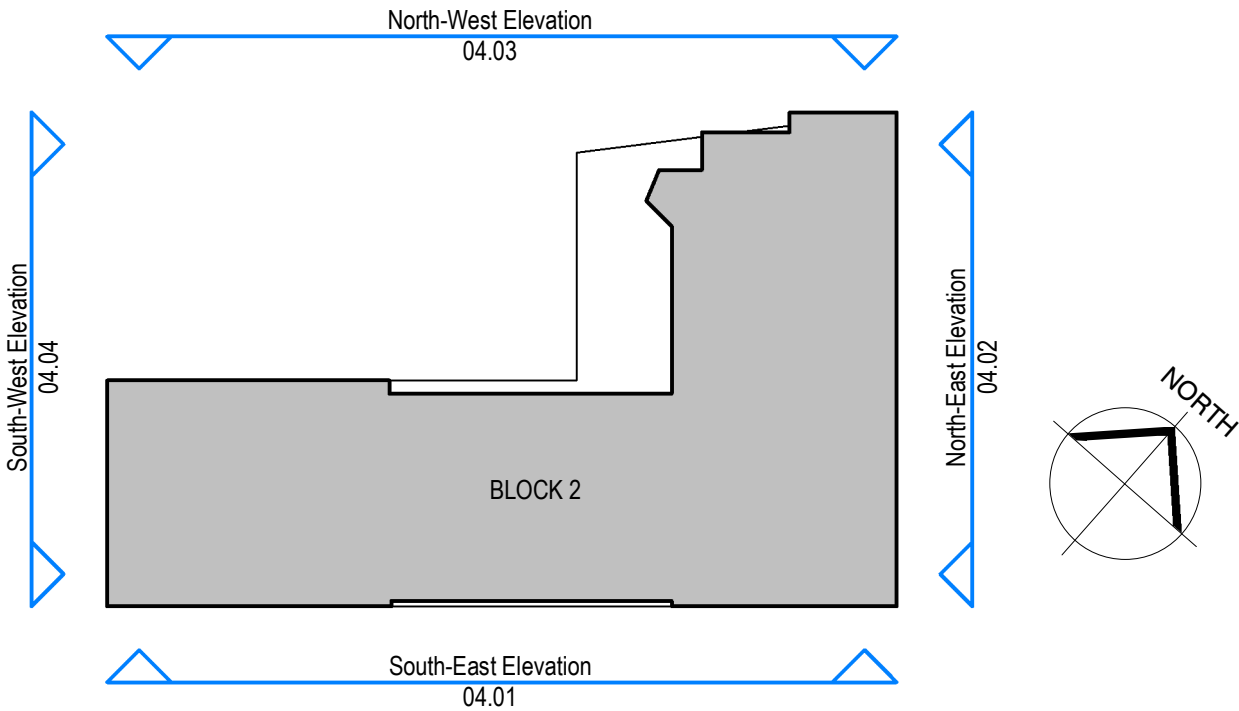 North-West Elevation
04.03
South-West Elevation
04.04
North-East Elevation
04.02
NORTH
BLOCK 2
South-East Elevation
04.01